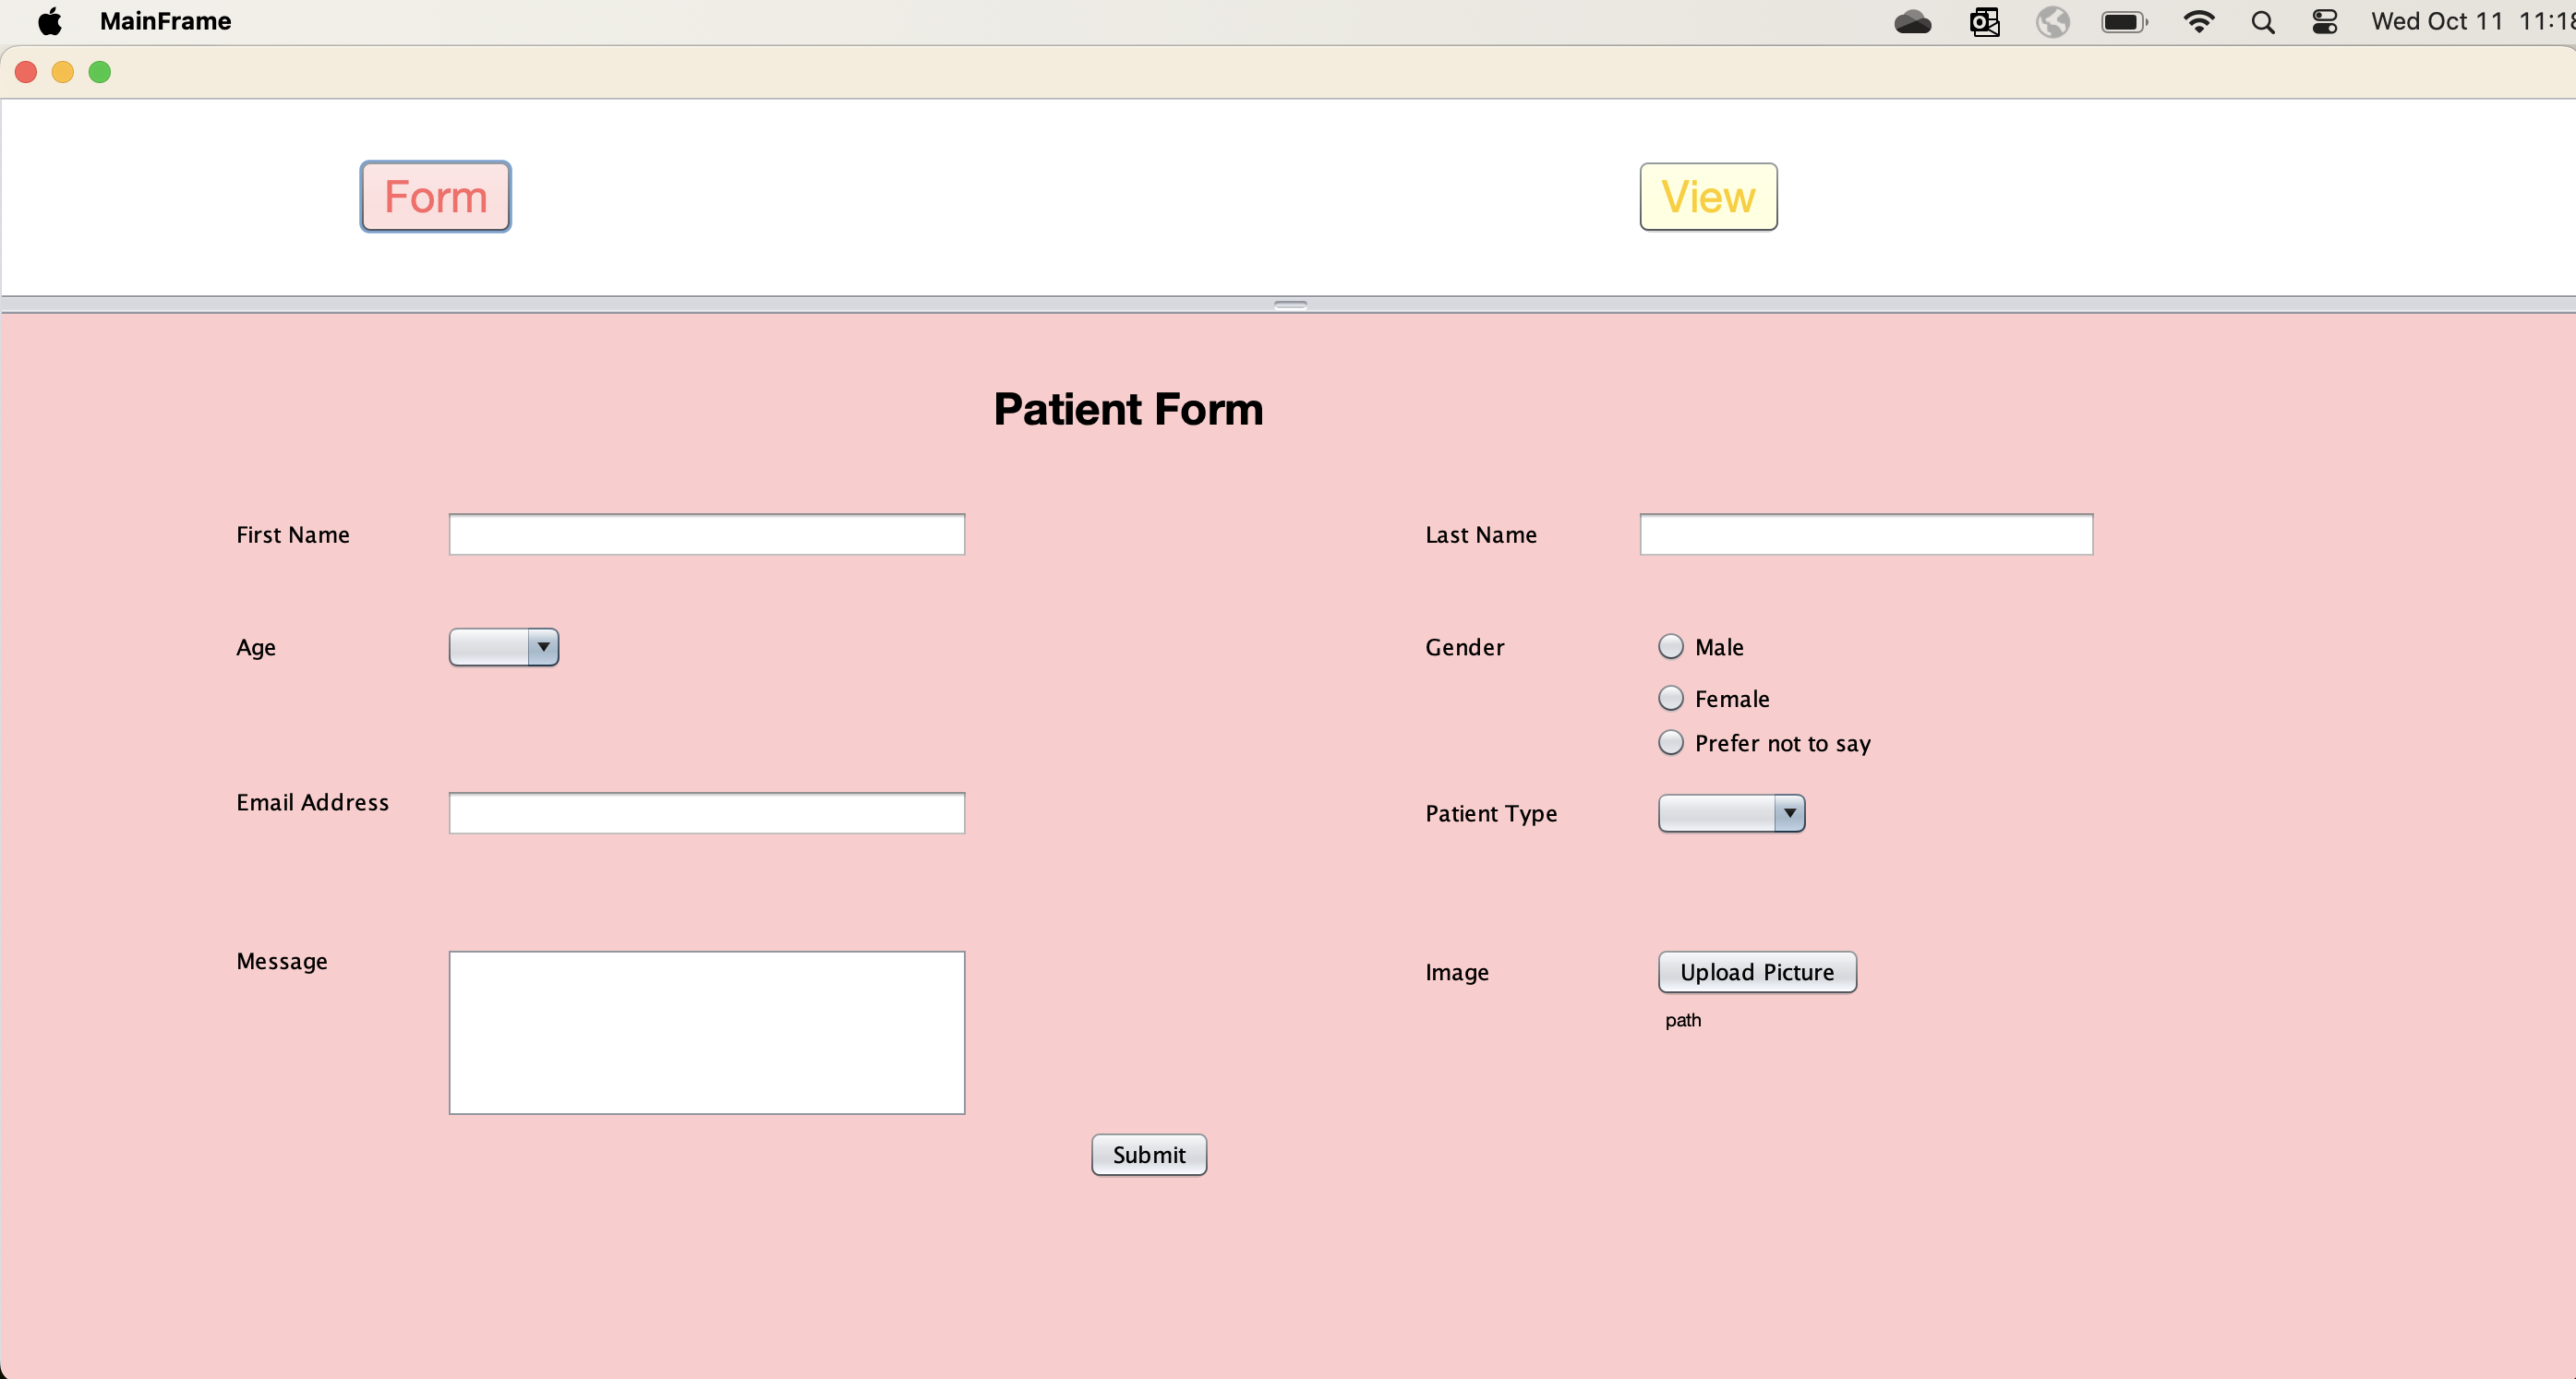 MainFrame Wed Oct 11 11:18
Form View
Patient Form
First Name Last Name
Age Gender Male
Female
Prefer not to say
Email Address Patient Type
Message Image Upload Picture
path
Submit